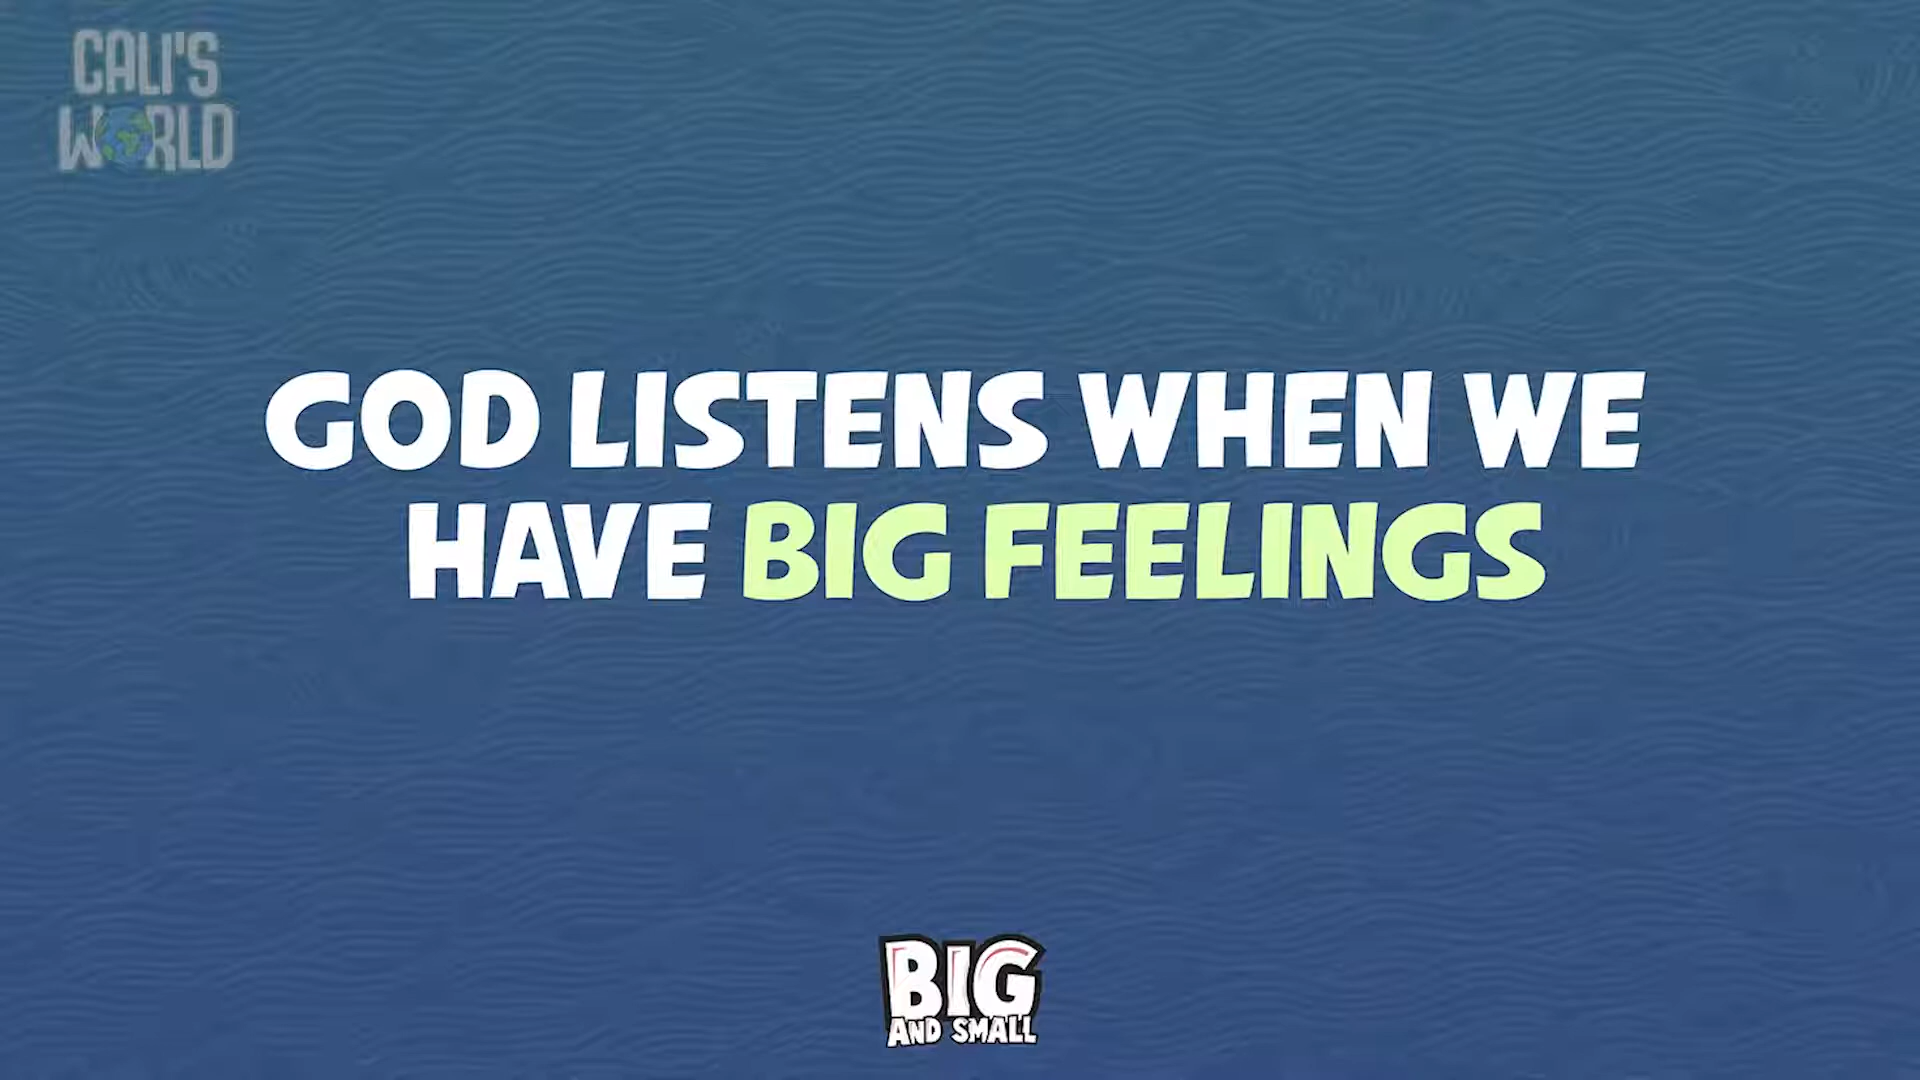 CALI'S
WORLD
GOD LISTENS WHEN WE
HAVE BIG FEELINGS
BIG
AND SMALL